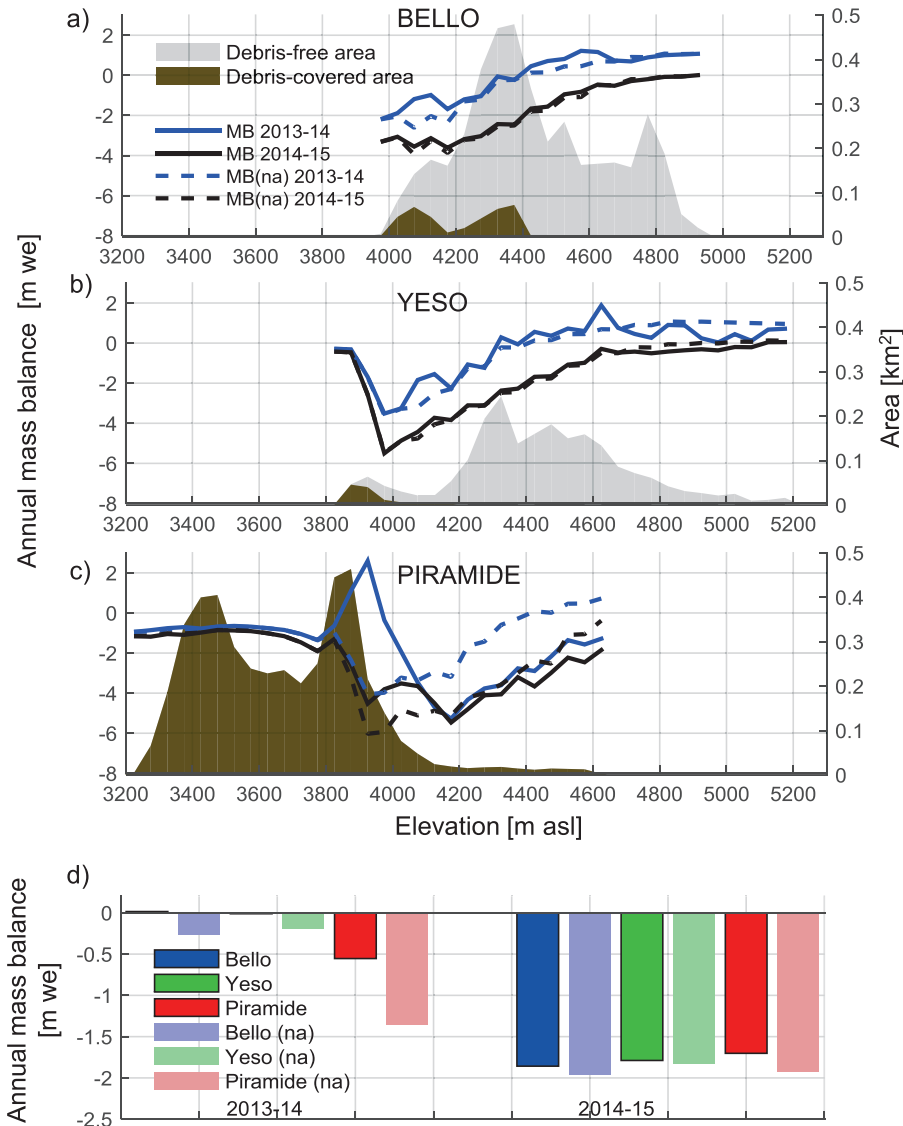 a)
BELLO
Debris-free area
Debris-covered area
MB 2013-14
MB 2014-15
MB(na) 2013-14
MB(na) 2014-15
2
0
-2
-4
-6
-8
0.5
0.4
0.3
0.2
0.1
0
3200 3400 3600 3800 4000 4200 4400 4600 4800 5000 5200
b)
YESO
2
0
-2
-4
-6
-8
0.5
0.4
0.3
0.2
0.1
0
3200 3400 3600 3800 4000 4200 4400 4600 4800 5000 5200
Annual mass balance [m we]
Area [km²]
c)
PIRAMIDE
2
0
-2
-4
-6
-8
0.5
0.4
0.3
0.2
0.1
0
3200 3400 3600 3800 4000 4200 4400 4600 4800 5000 5200
Elevation [m asl]
d)
Annual mass balance
[m we]
0
-0.5
-1
-1.5
-2
-2.5
Bello
Yeso
Piramide
Bello (na)
Yeso (na)
Piramide (na)
2013-14
2014-15